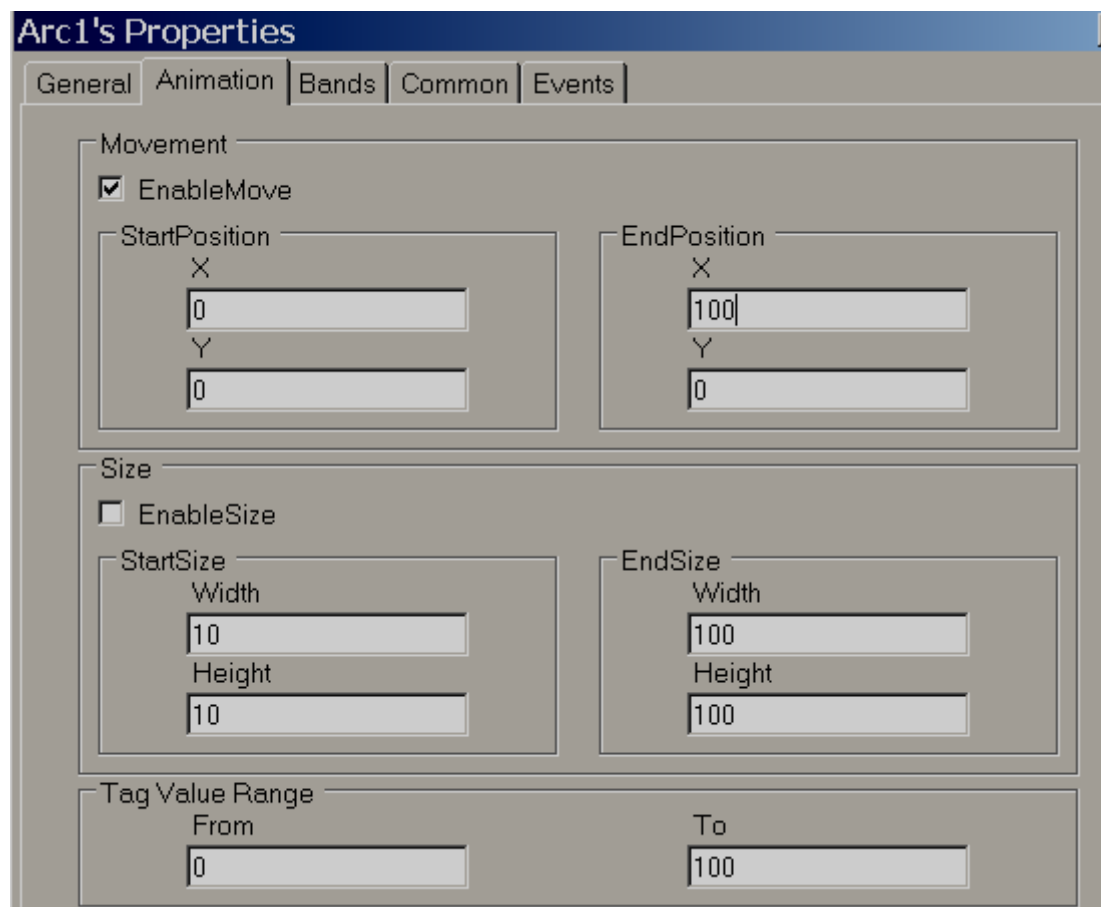 Arc1's Properties
General Animation Bands Common Events
Movement
EnableMove
StartPosition EndPosition
X X
0 100
Y Y
0 0
Size
EnableSize
StartSize EndSize
Width Width
10 100
Height Height
10 100
Tag Value Range
From To
0 100